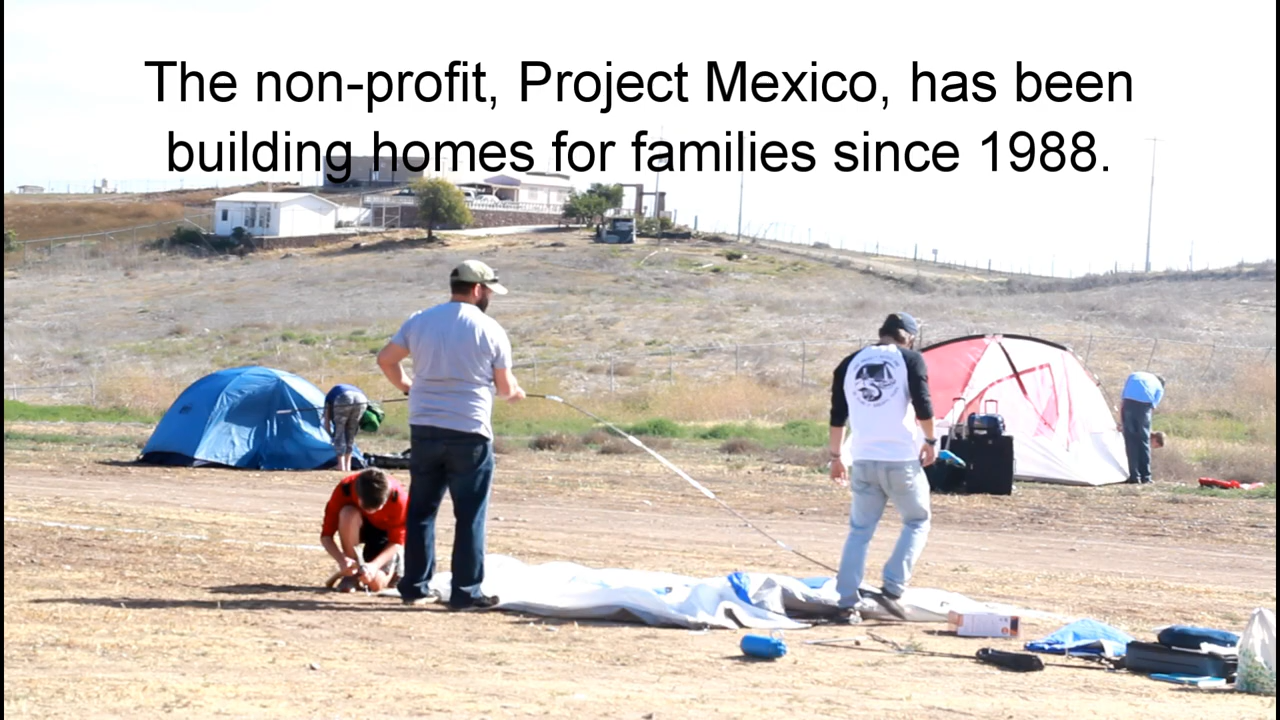 The non-profit, Project Mexico, has been
building homes for families since 1988.